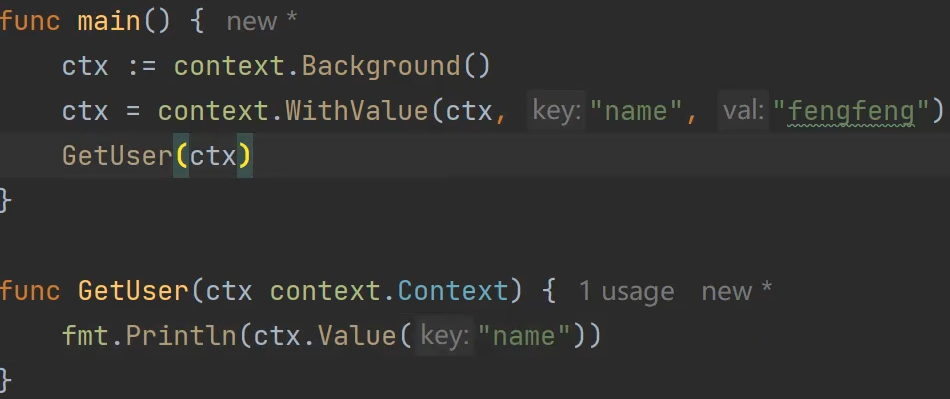 func main() { new *
    ctx := context.Background()
    ctx = context.WithValue(ctx, key: "name", val: "fengfeng")
    GetUser(ctx)
}
func GetUser(ctx context.Context) { 1 usage new *
    fmt.Println(ctx.Value( key: "name"))
}